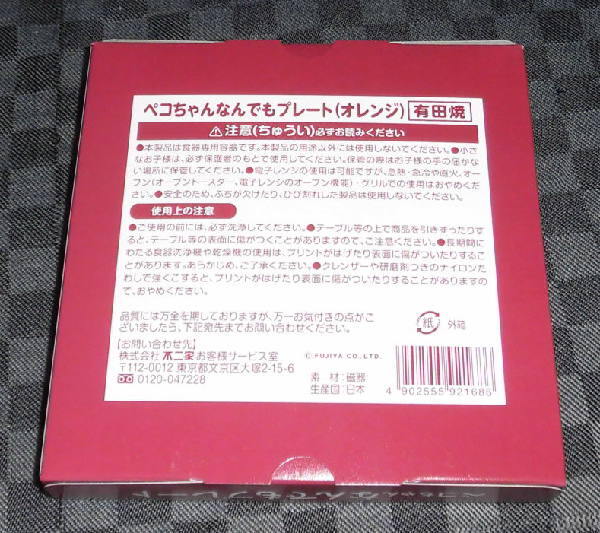 ペコちゃんなんでもプレート(オレンジ) 有田焼
注意(ちゅうい)必ずお読みください
●本製品は食器専用容器です。本製品の用途以外には使用しないでください。●小さ
なお子様は、必ず保護者のもとで使用してください。保管の際はお子様の手の届かな
い場所に保管してください。●電子レンジの使用は可能ですが、急熱・急冷や直火、オー
ブン(オーブントースター、電子レンジのオーブン機能)・グリルでの使用はおやめくだ
さい。●安全のため、ふちが欠けたり、ひび割れした製品は使用しないでください。
使用上の注意
●ご使用の前には、必ず洗浄してください。●テーブル等の上で商品を引きずったりす
ると、テーブル等の表面に傷がつくことがありますので、ご注意ください。●長期間に
わたる食器洗浄機や乾燥機の使用は、プリントがはげたり表面に傷がついたりするこ
とがあります。あらかじめ、ご了承ください。●クレンザーや研磨剤つきのナイロンた
わしで強くこすると、プリントがはげたり表面に傷がついたりすることがありますの
で、おやめください。
品質には万全を期しておりますが、万一お気付きの点がご
ざいましたら、下記宛先までお問い合わせください。
紙 外箱
【お問い合わせ先】
株式会社 不二家 お客様サービス室
〒112-0012 東京都文京区大塚2-15-6
0120-047228
© FUJIYA CO.,LTD.
素材:磁器
生産国:日本
4 902555 921686
ペコちゃんなんでもプレート